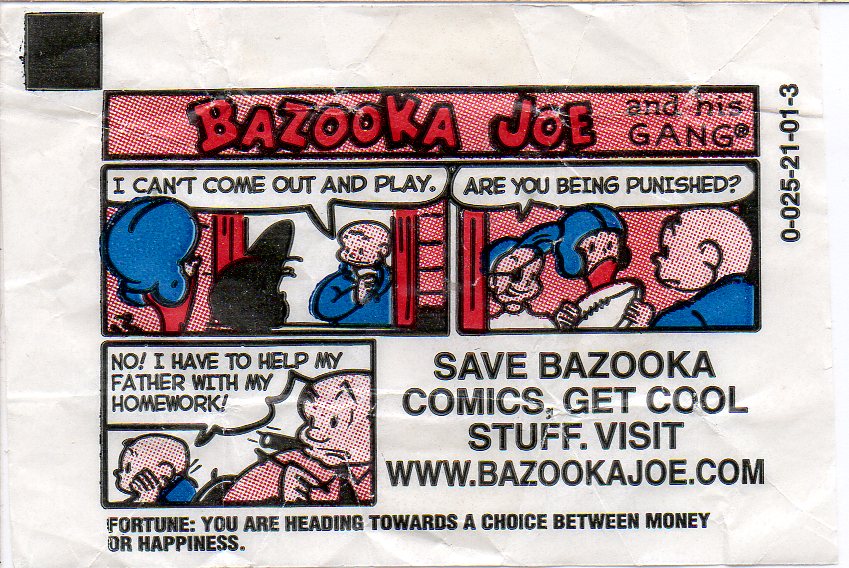 BAZOOKA JOE and his
GANG®
I CAN'T COME OUT AND PLAY.
ARE YOU BEING PUNISHED?
NO! I HAVE TO HELP MY
FATHER WITH MY
HOMEWORK!
SAVE BAZOOKA
COMICS, GET COOL
STUFF. VISIT
WWW.BAZOOKAJOE.COM
FORTUNE: YOU ARE HEADING TOWARDS A CHOICE BETWEEN MONEY
OR HAPPINESS.
0-025-21-01-3